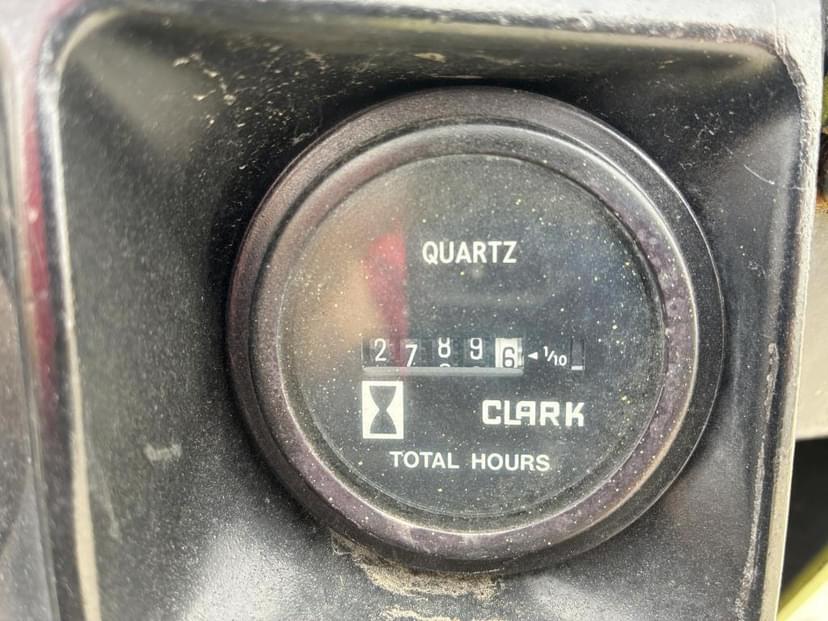 QUARTZ
27896 ◄ 1/10
CLARK
TOTAL HOURS